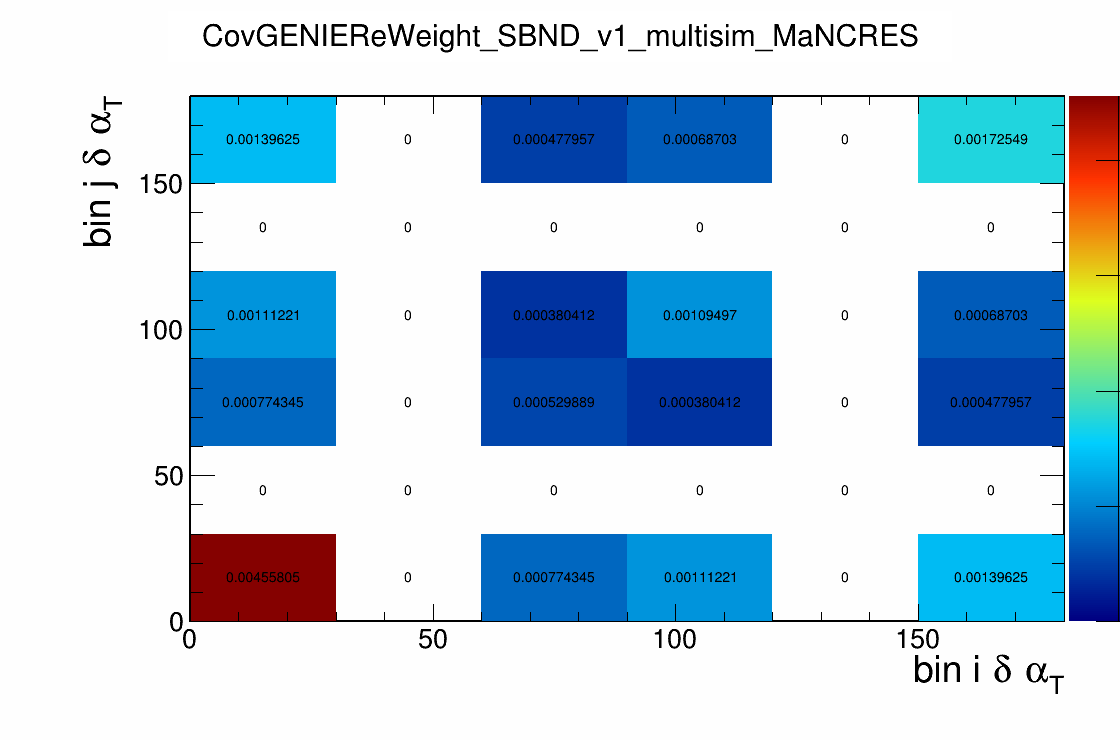 CovGENIEReWeight_SBND_v1_multisim_MaNCRES
bin j δ α_T
0.00139625 0 0.000477957 0.00068703 0 0.00172549
150
0 0 0 0 0 0
0.00111221 0 0.000380412 0.00109497 0 0.00068703
100
0.000774345 0 0.000529889 0.000380412 0 0.000477957
50
0 0 0 0 0 0
0.00455805 0 0.000774345 0.00111221 0 0.00139625
0
0 50 100 150
bin i δ α_T